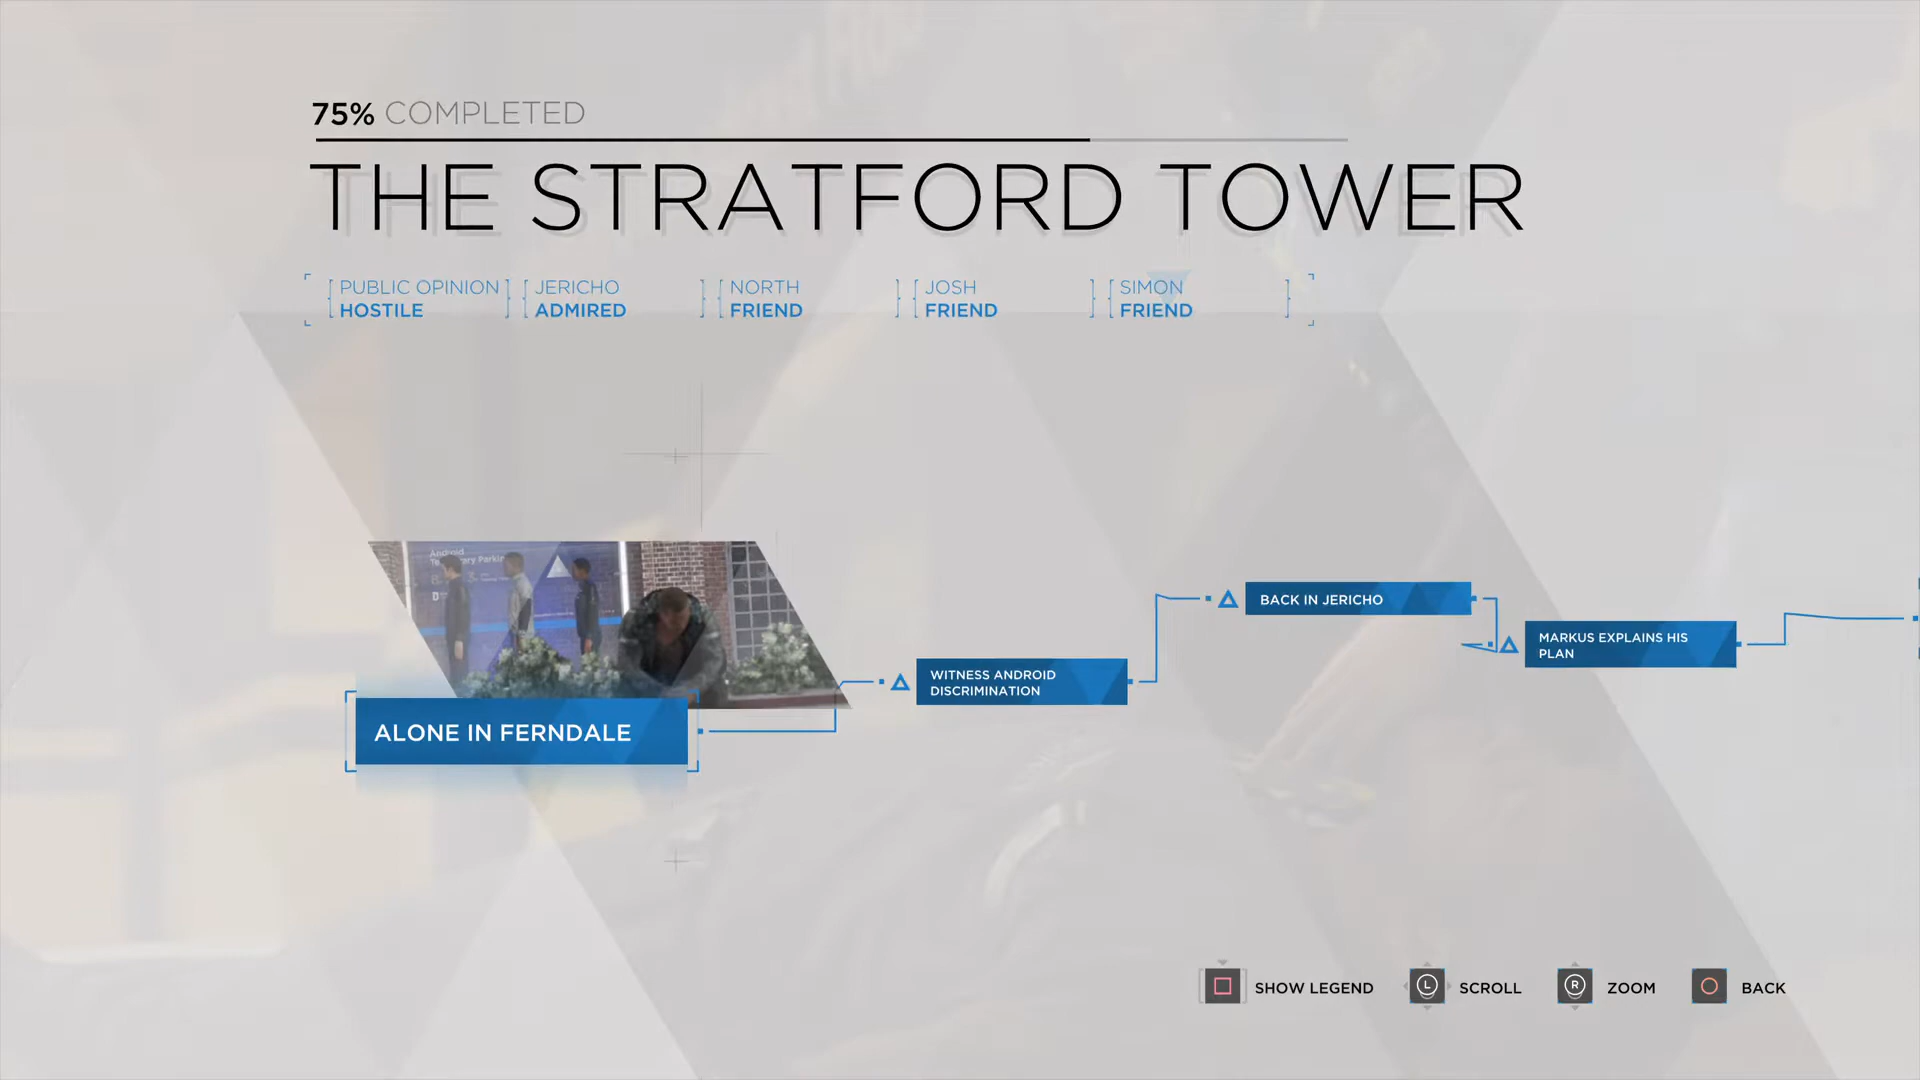 75% COMPLETED
THE STRATFORD TOWER
PUBLIC OPINION
HOSTILE
JERICHO
ADMIRED
NORTH
FRIEND
JOSH
FRIEND
SIMON
FRIEND
Android
ALONE IN FERNDALE
WITNESS ANDROID
DISCRIMINATION
BACK IN JERICHO
MARKUS EXPLAINS HIS
PLAN
SHOW LEGEND
L
SCROLL
R
ZOOM
BACK